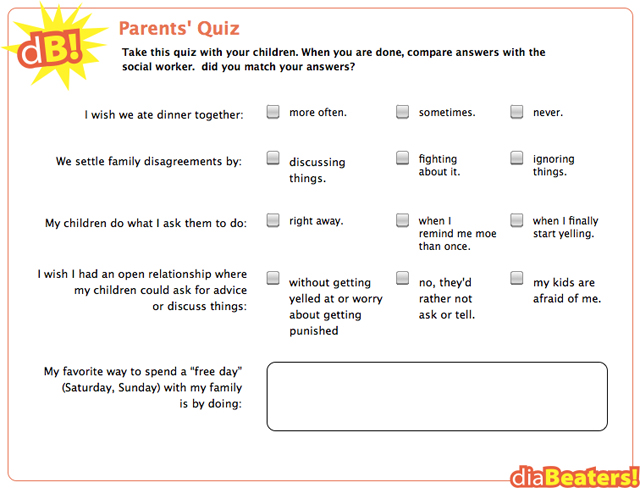 dB!
Parents' Quiz
Take this quiz with your children. When you are done, compare answers with the
social worker. did you match your answers?
I wish we ate dinner together:
more often.
sometimes.
never.
We settle family disagreements by:
discussing
things.
fighting
about it.
ignoring
things.
My children do what I ask them to do:
right away.
when I
remind me moe
than once.
when I finally
start yelling.
I wish I had an open relationship where
my children could ask for advice
or discuss things:
without getting
yelled at or worry
about getting
punished
no, they'd
rather not
ask or tell.
my kids are
afraid of me.
My favorite way to spend a “free day”
(Saturday, Sunday) with my family
is by doing:
diaBeaters!